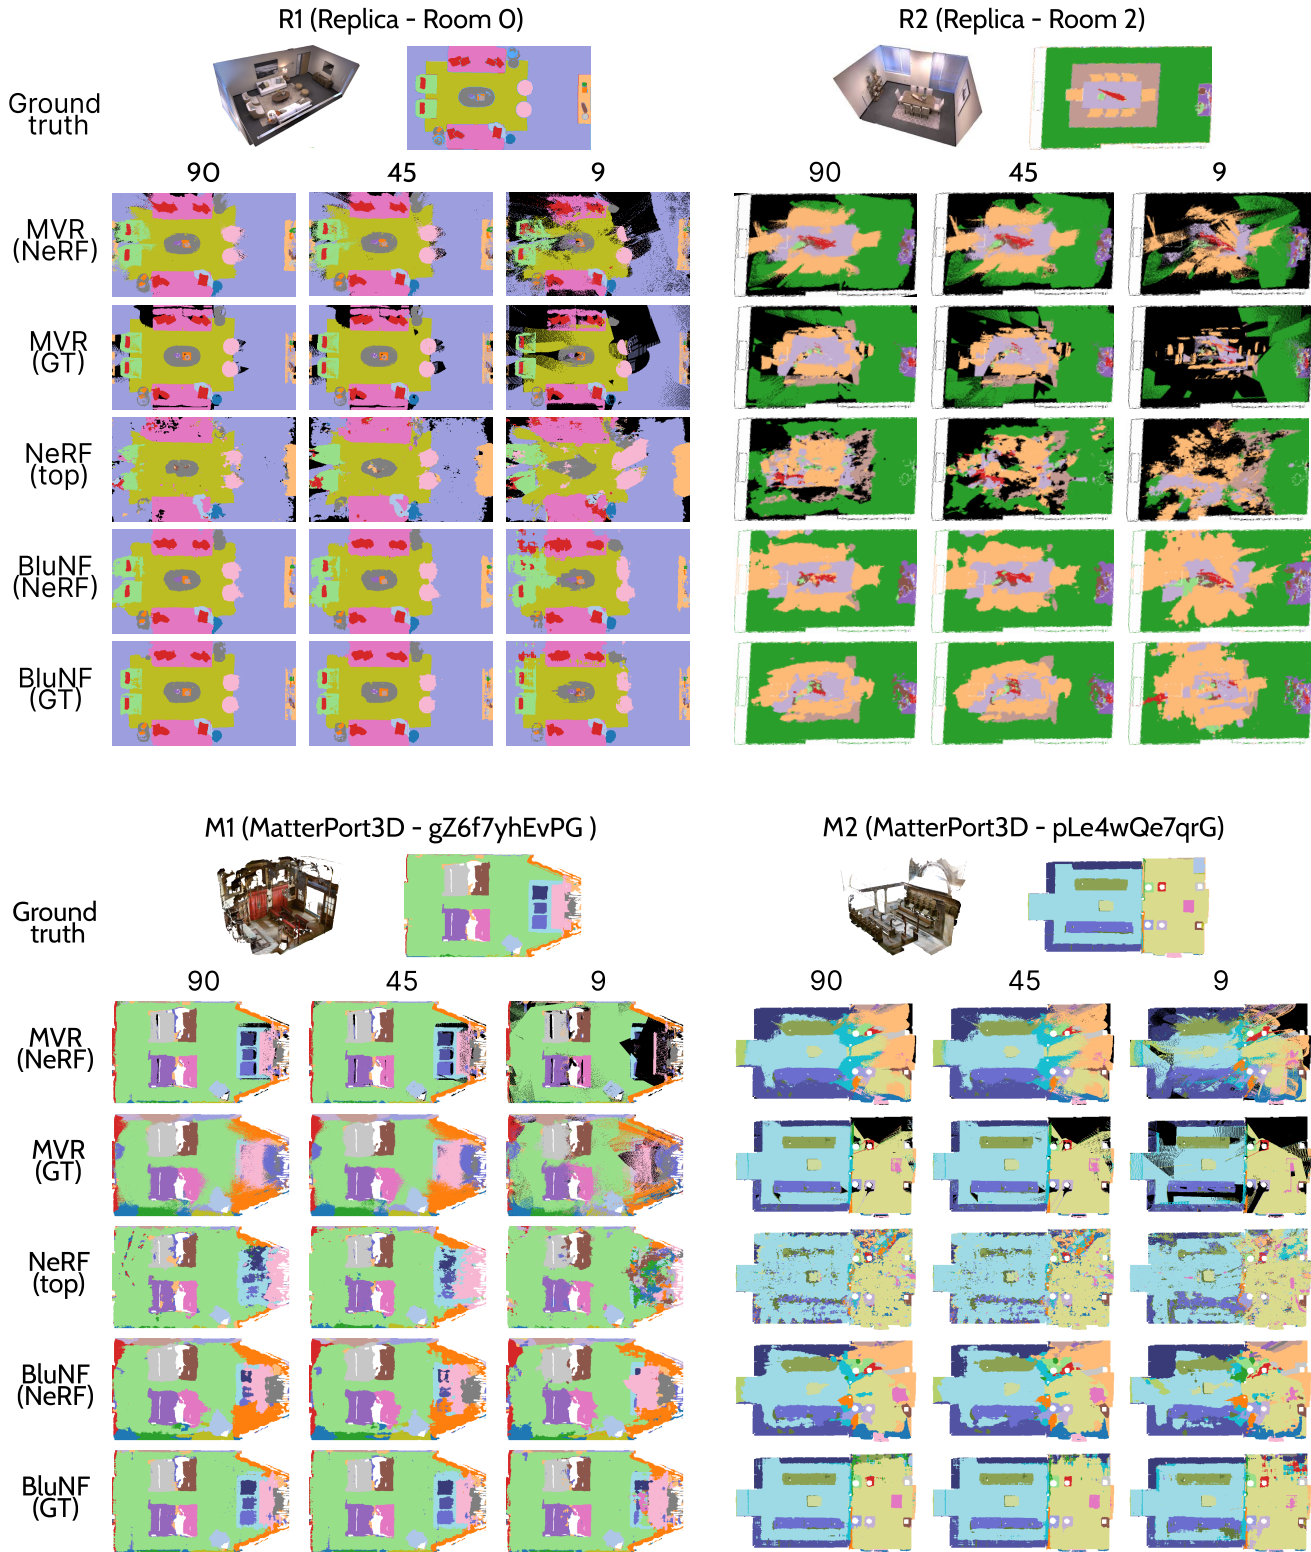 R1 (Replica - Room 0)
R2 (Replica - Room 2)
Ground
truth
90
45
9
90
45
9
MVR
(NeRF)
MVR
(GT)
NeRF
(top)
BluNF
(NeRF)
BluNF
(GT)
M1 (MatterPort3D - gZ6f7yhEvPG )
M2 (MatterPort3D - pLe4wQe7qrG)
Ground
truth
90
45
9
90
45
9
MVR
(NeRF)
MVR
(GT)
NeRF
(top)
BluNF
(NeRF)
BluNF
(GT)